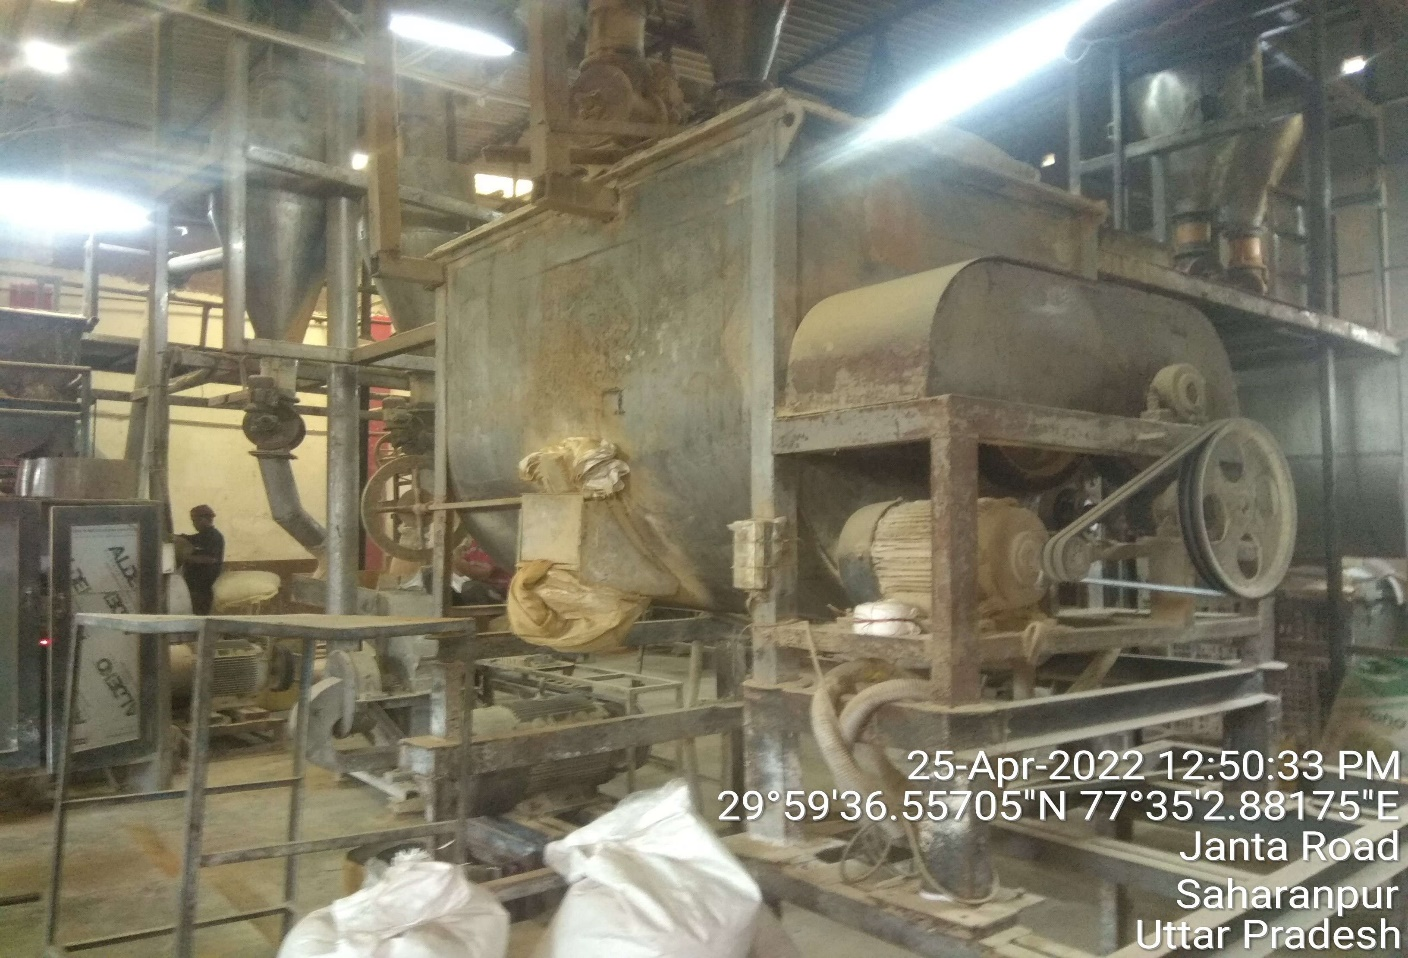 25-Apr-2022 12:50:33 PM
29°59'36.55705"N 77°35'2.88175"E
Janta Road
Saharanpur
Uttar Pradesh